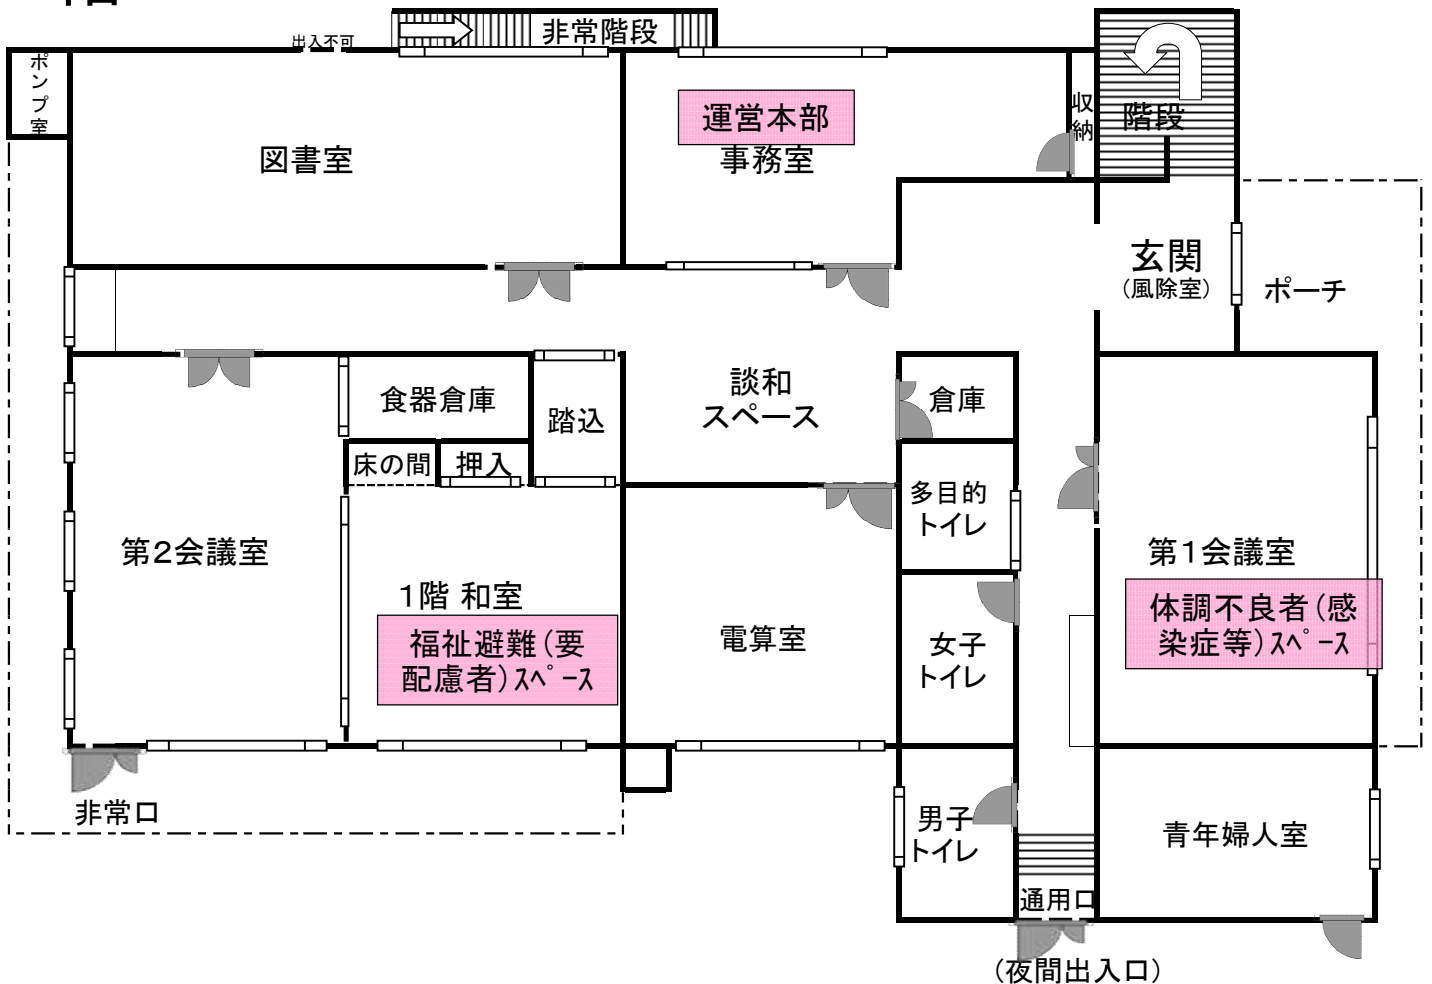 階
非常階段
出入不可
ポンプ室
図書室
運営本部
事務室
収納
階段
玄関
(風除室)
ポーチ
食器倉庫
踏込
談和
スペース
倉庫
床の間
押入
多目的
トイレ
第2会議室
第1会議室
1階 和室
福祉避難(要
配慮者)ｽﾍﾟｰｽ
電算室
女子
トイレ
体調不良者(感
染症等)ｽﾍﾟｰｽ
非常口
男子
トイレ
青年婦人室
通用口
(夜間出入口)